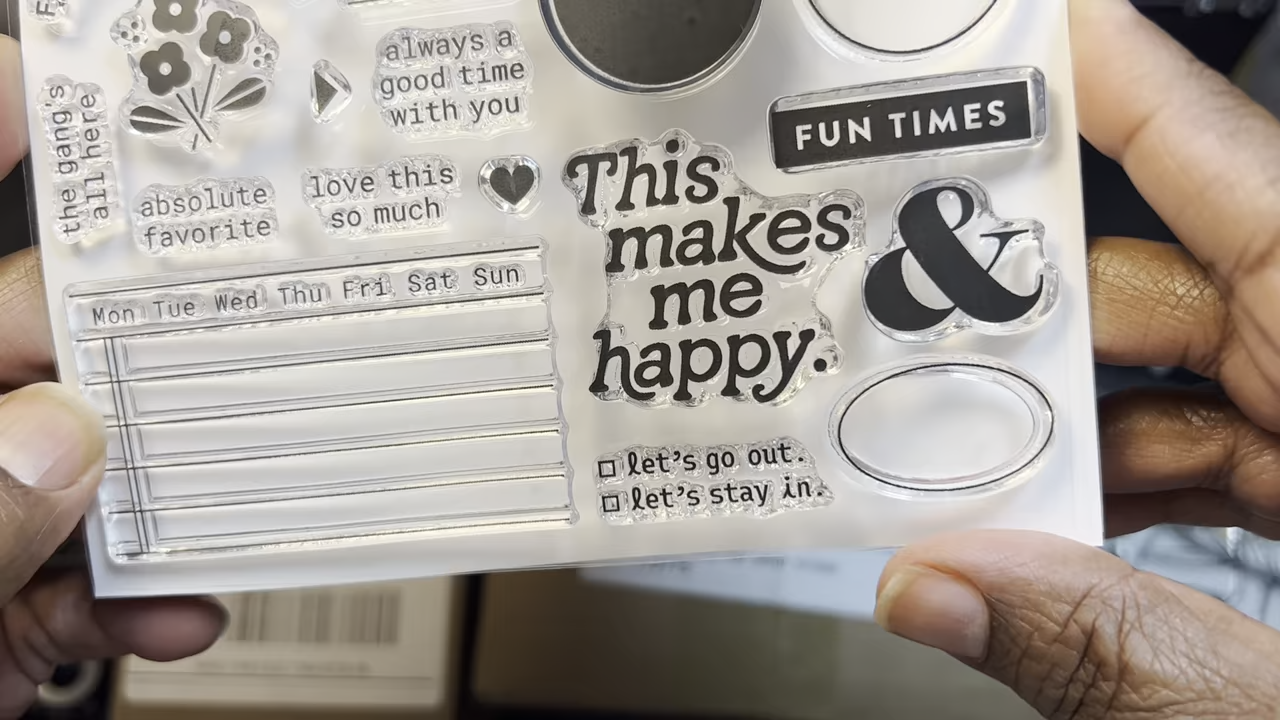 always a
good time
with you
FUN TIMES
the gang's
all here
absolute
favorite
love this
so much
This
makes
me
happy.
&
Mon Tue Wed Thu Fri Sat Sun
let's go out.
let's stay in.